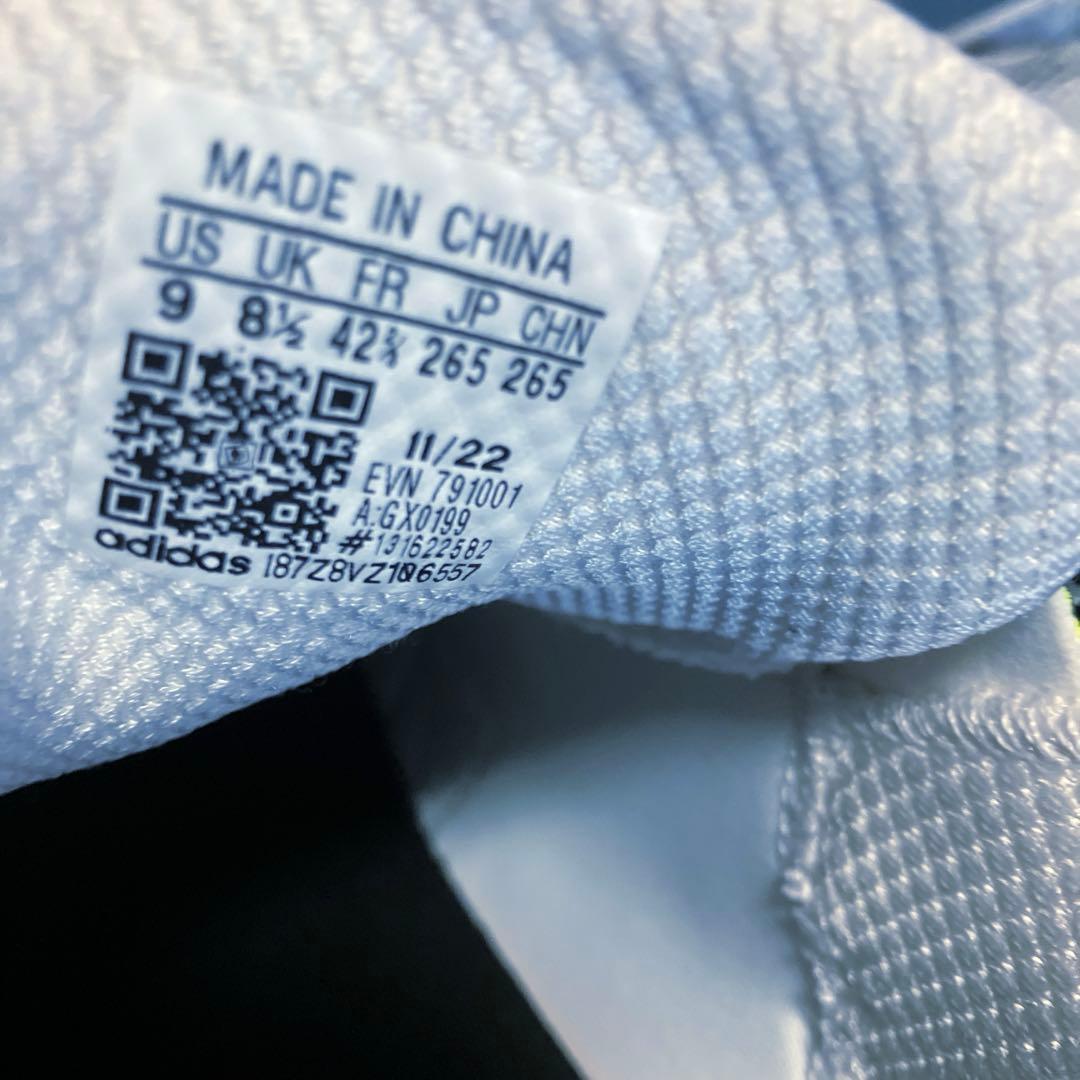 MADE IN CHINA
US UK FR JP CHN
9 8½ 42⅔ 265 265
11/22
EVN 791001
A:GX0199
#131622582
adidas I87Z8VZ106557